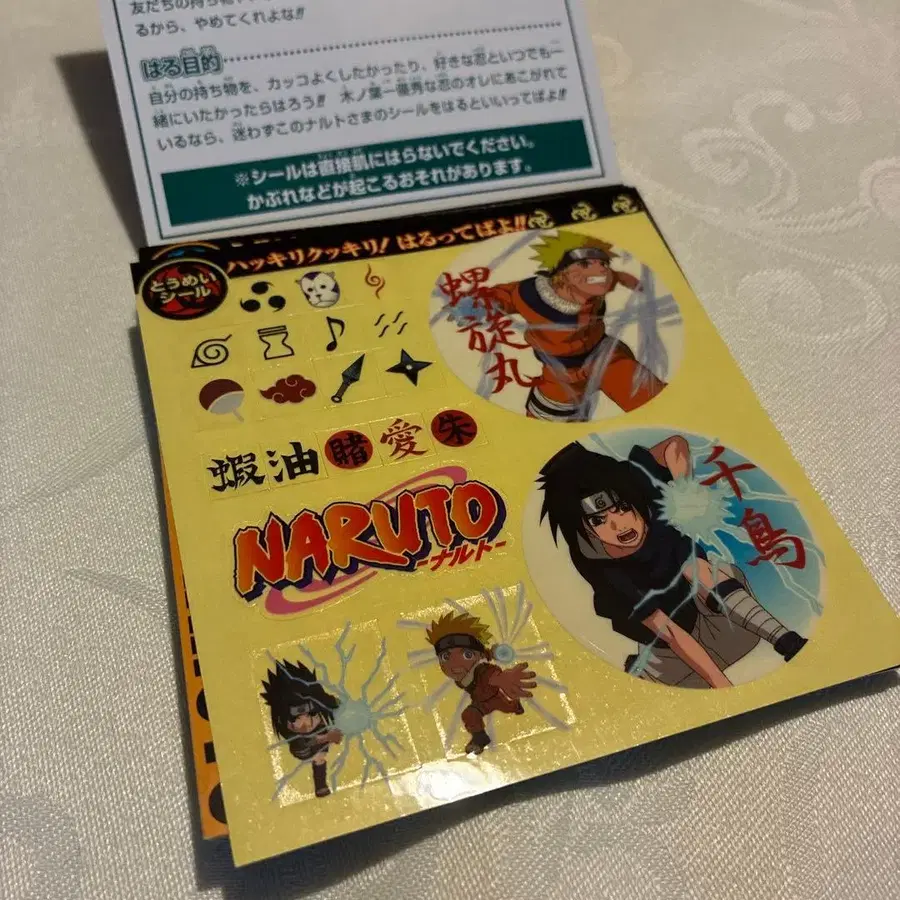 友だちの持ち物や、
るから、やめてくれよな!!
はる目的
自分の持ち物を、カッコよくしたかったり、好きな忍といつでも一
緒にいたかったらはろう!! 木ノ葉一優秀な忍のオレにあこがれて
いるなら、迷わずこのナルトさまのシールをはるといいってばよ!!
※シールは直接肌にはらないでください。
かぶれなどが起こるおそれがあります。
ハッキリクッキリ! はるってばよ!!
とうめい
シール
螺旋丸
蝦
油
賭
愛
朱
千鳥
NARUTO
-ナルト-